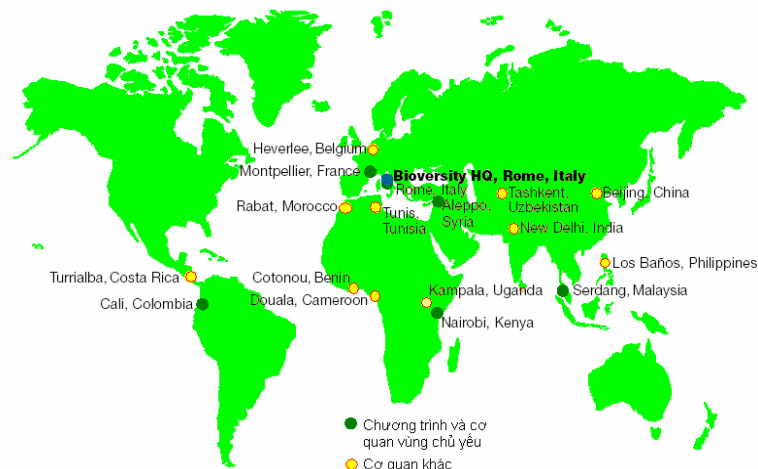 Heverlee, Belgium
Montpellier, France
Bioversity HQ, Rome, Italy
Rome, Italy
Aleppo,
Syria
Tashkent,
Uzbekistan
Beijing, China
Rabat, Morocco
Tunis,
Tunisia
New Delhi, India
Los Baños, Philippines
Turrialba, Costa Rica
Cotonou, Benin
Kampala, Uganda
Serdang, Malaysia
Cali, Colombia
Douala, Cameroon
Nairobi, Kenya
Chương trình và cơ
quan vùng chủ yếu
Cơ quan khác